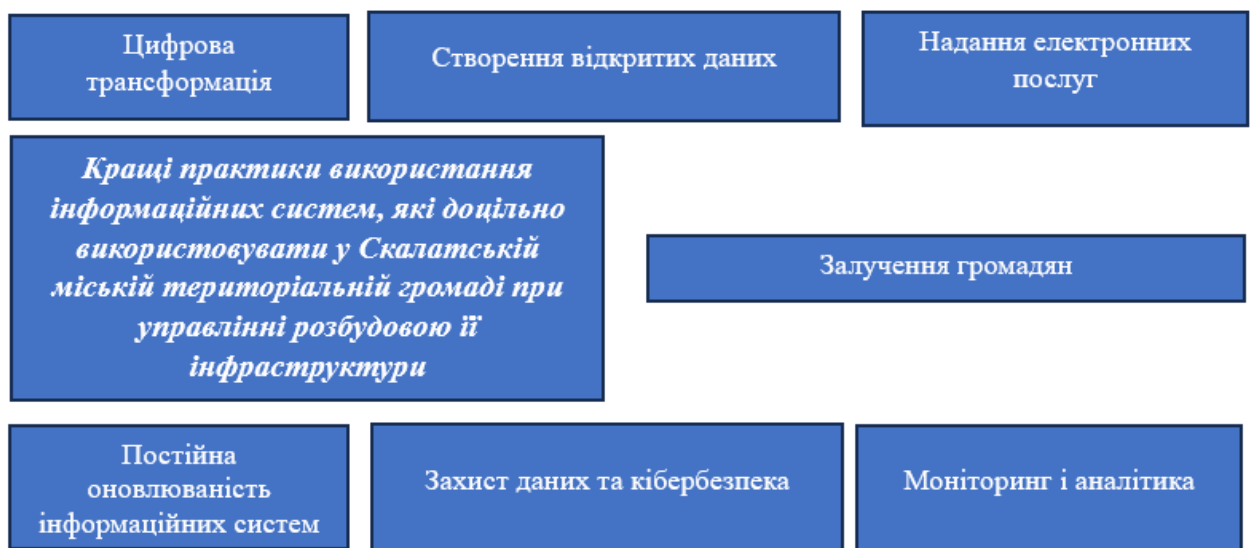 Цифрова
трансформація
Створення відкритих даних
Надання електронних
послуг
Кращі практики використання
інформаційних систем, які доцільно
використовувати у Скалатській
міській територіальній громаді при
управлінні розбудовою її
інфраструктури
Залучення громадян
Постійна
оновлюваність
інформаційних систем
Захист даних та кібербезпека
Моніторинг і аналітика